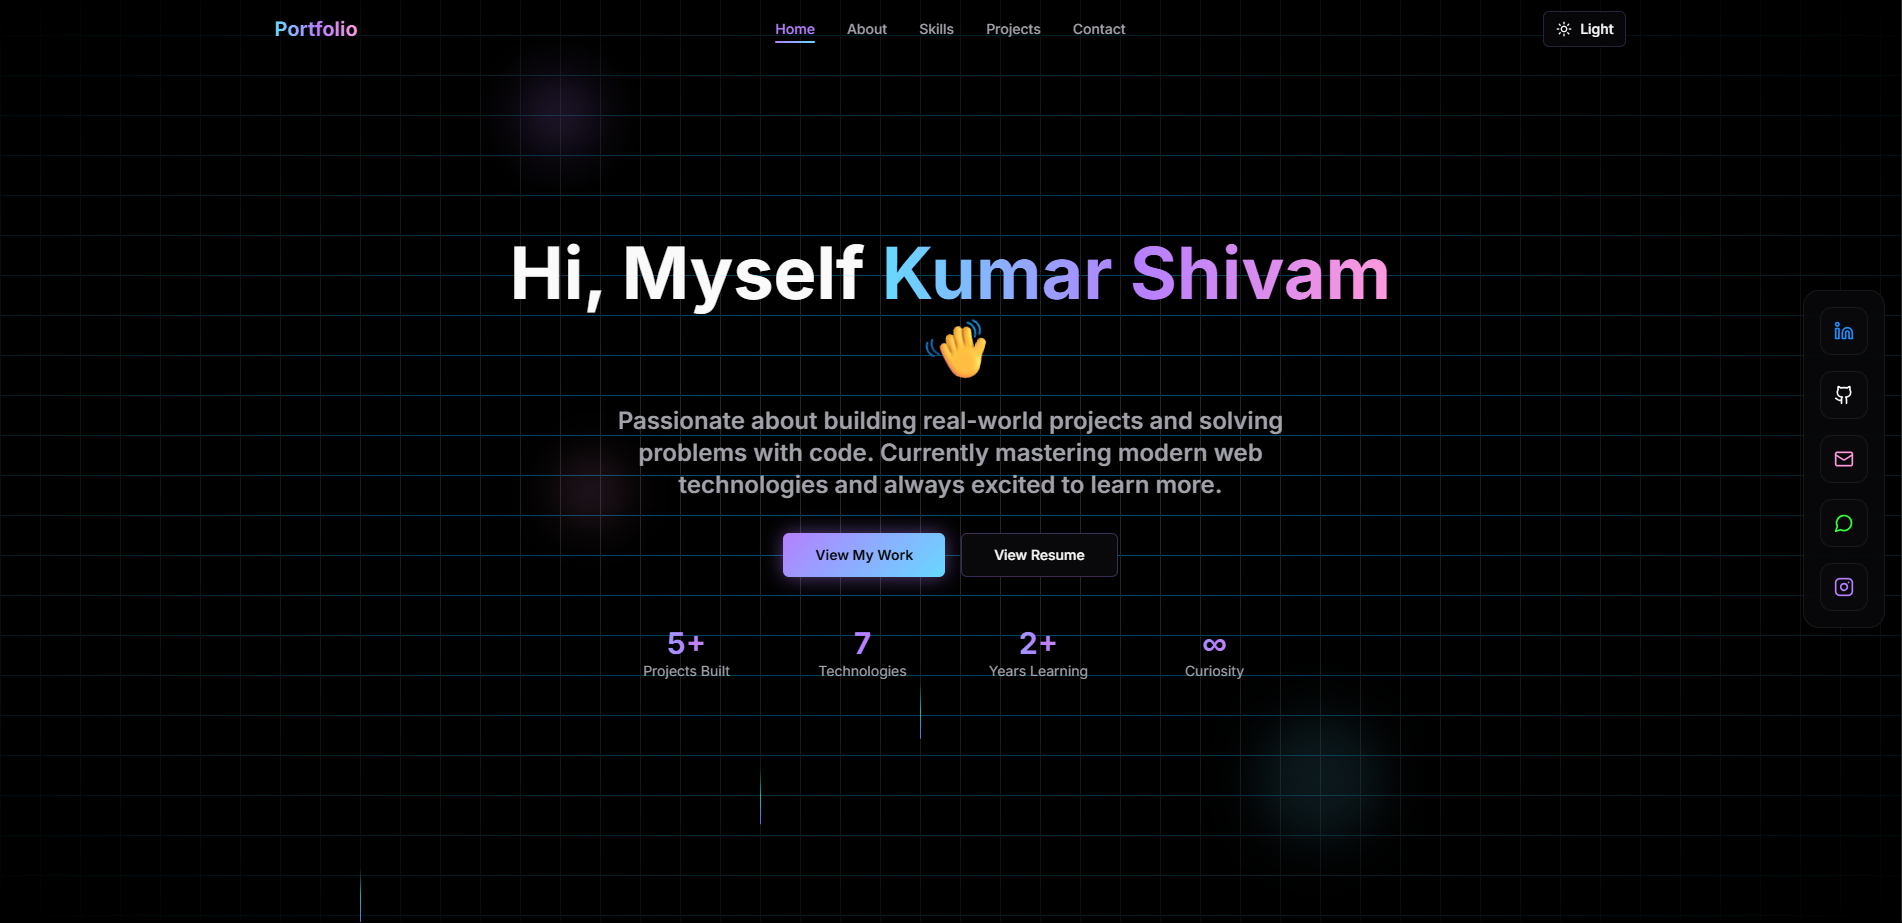 Portfolio
Home About Skills Projects Contact
Light
Hi, Myself Kumar Shivam
👋
Passionate about building real-world projects and solving
problems with code. Currently mastering modern web
technologies and always excited to learn more.
View My Work View Resume
5+ 7 2+ ∞
Projects Built Technologies Years Learning Curiosity